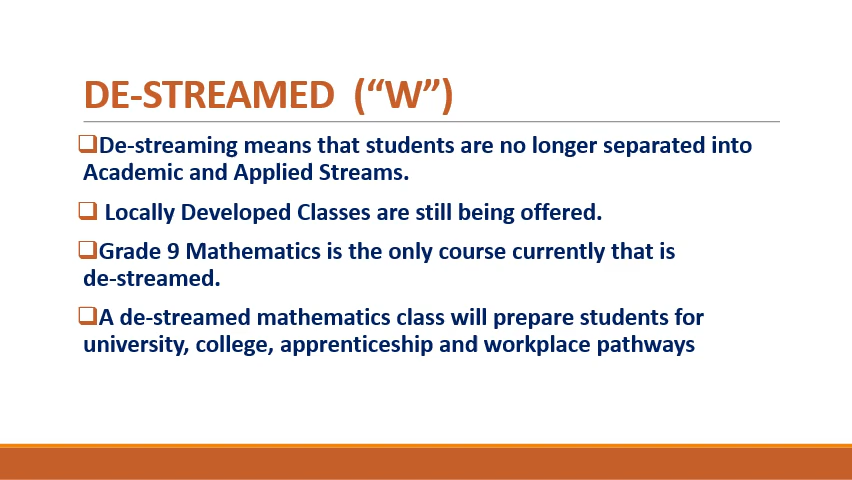 DE-STREAMED (“W”)
❑De-streaming means that students are no longer separated into
Academic and Applied Streams.
❑ Locally Developed Classes are still being offered.
❑Grade 9 Mathematics is the only course currently that is
de-streamed.
❑A de-streamed mathematics class will prepare students for
university, college, apprenticeship and workplace pathways